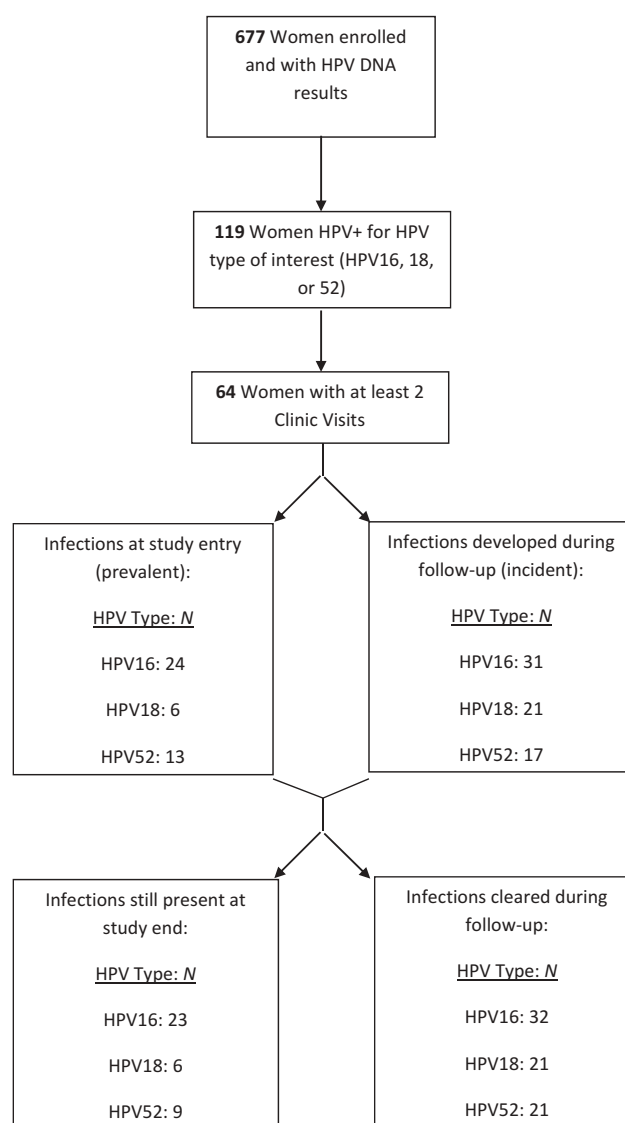 677 Women enrolled
and with HPV DNA
results
119 Women HPV+ for HPV
type of interest (HPV16, 18,
or 52)
64 Women with at least 2
Clinic Visits
Infections at study entry
(prevalent):
HPV Type: N
HPV16: 24
HPV18: 6
HPV52: 13
Infections developed during
follow-up (incident):
HPV Type: N
HPV16: 31
HPV18: 21
HPV52: 17
Infections still present at
study end:
HPV Type: N
HPV16: 23
HPV18: 6
HPV52: 9
Infections cleared during
follow-up:
HPV Type: N
HPV16: 32
HPV18: 21
HPV52: 21